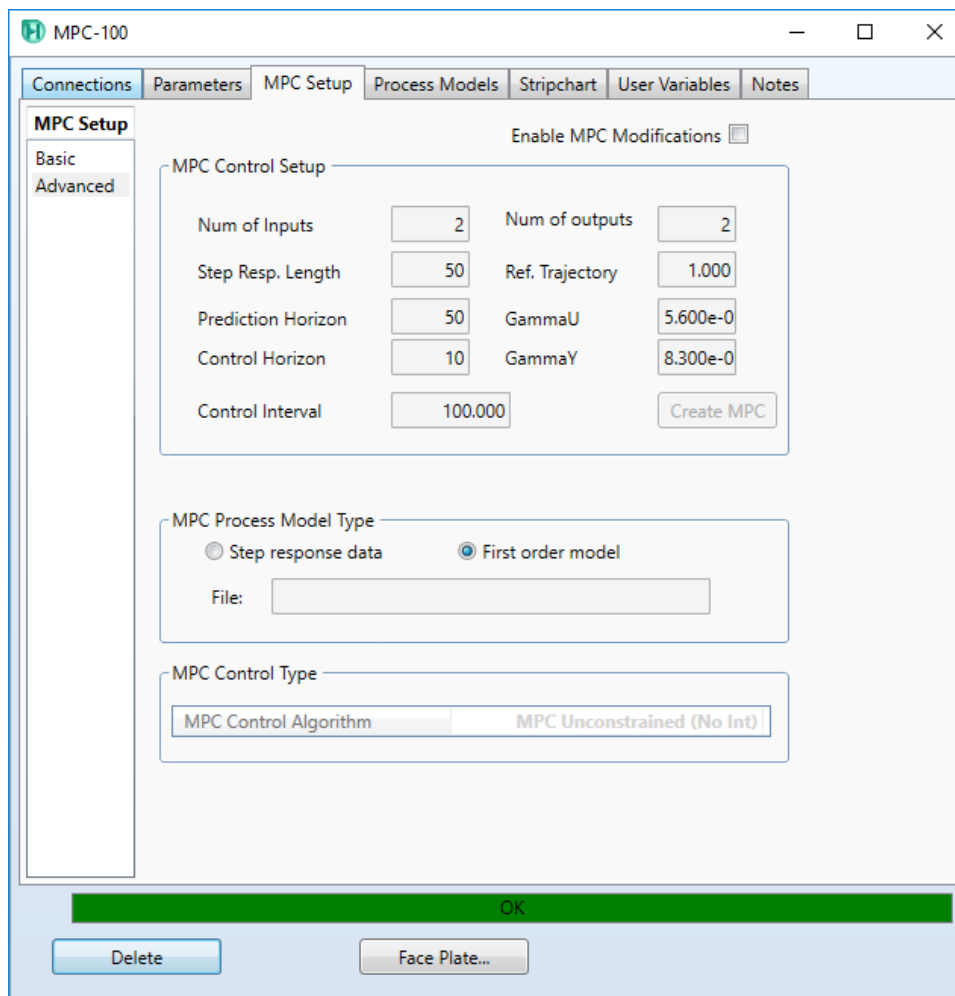 MPC-100
Connections Parameters MPC Setup Process Models Stripchart User Variables Notes
MPC Setup
Basic
Advanced
Enable MPC Modifications
MPC Control Setup
Num of Inputs 2 Num of outputs 2
Step Resp. Length 50 Ref. Trajectory 1.000
Prediction Horizon 50 GammaU 5.600e-0
Control Horizon 10 GammaY 8.300e-0
Control Interval 100.000 Create MPC
MPC Process Model Type
Step response data First order model
File:
MPC Control Type
MPC Control Algorithm MPC Unconstrained (No Int)
OK
Delete Face Plate...